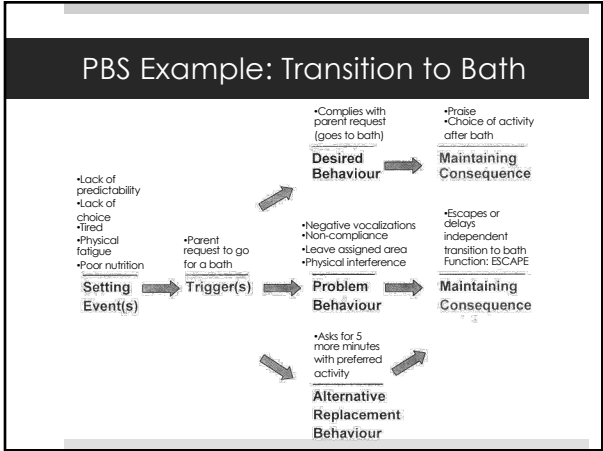 PBS Example: Transition to Bath
•Complies with
parent request
(goes to bath)
Desired
Behaviour
•Praise
•Choice of activity
after bath
Maintaining
Consequence
•Lack of
predictability
•Lack of
choice
•Tired
•Physical
fatigue
•Poor nutrition
Setting
Event(s)
•Parent
request to go
for a bath
Trigger(s)
•Negative vocalizations
•Non-compliance
•Leave assigned area
•Physical interference
Problem
Behaviour
•Escapes or
delays
independent
transition to bath
Function: ESCAPE
Maintaining
Consequence
•Asks for 5
more minutes
with preferred
activity
Alternative
Replacement
Behaviour